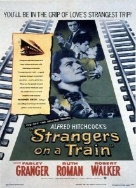 YOU'LL BE IN THE GRIP OF LOVE'S STRANGEST TRIP!
ALFRED HITCHCOCK'S
Strangers
on a Train
FARLEY
GRANGER
RUTH
ROMAN
ROBERT
WALKER